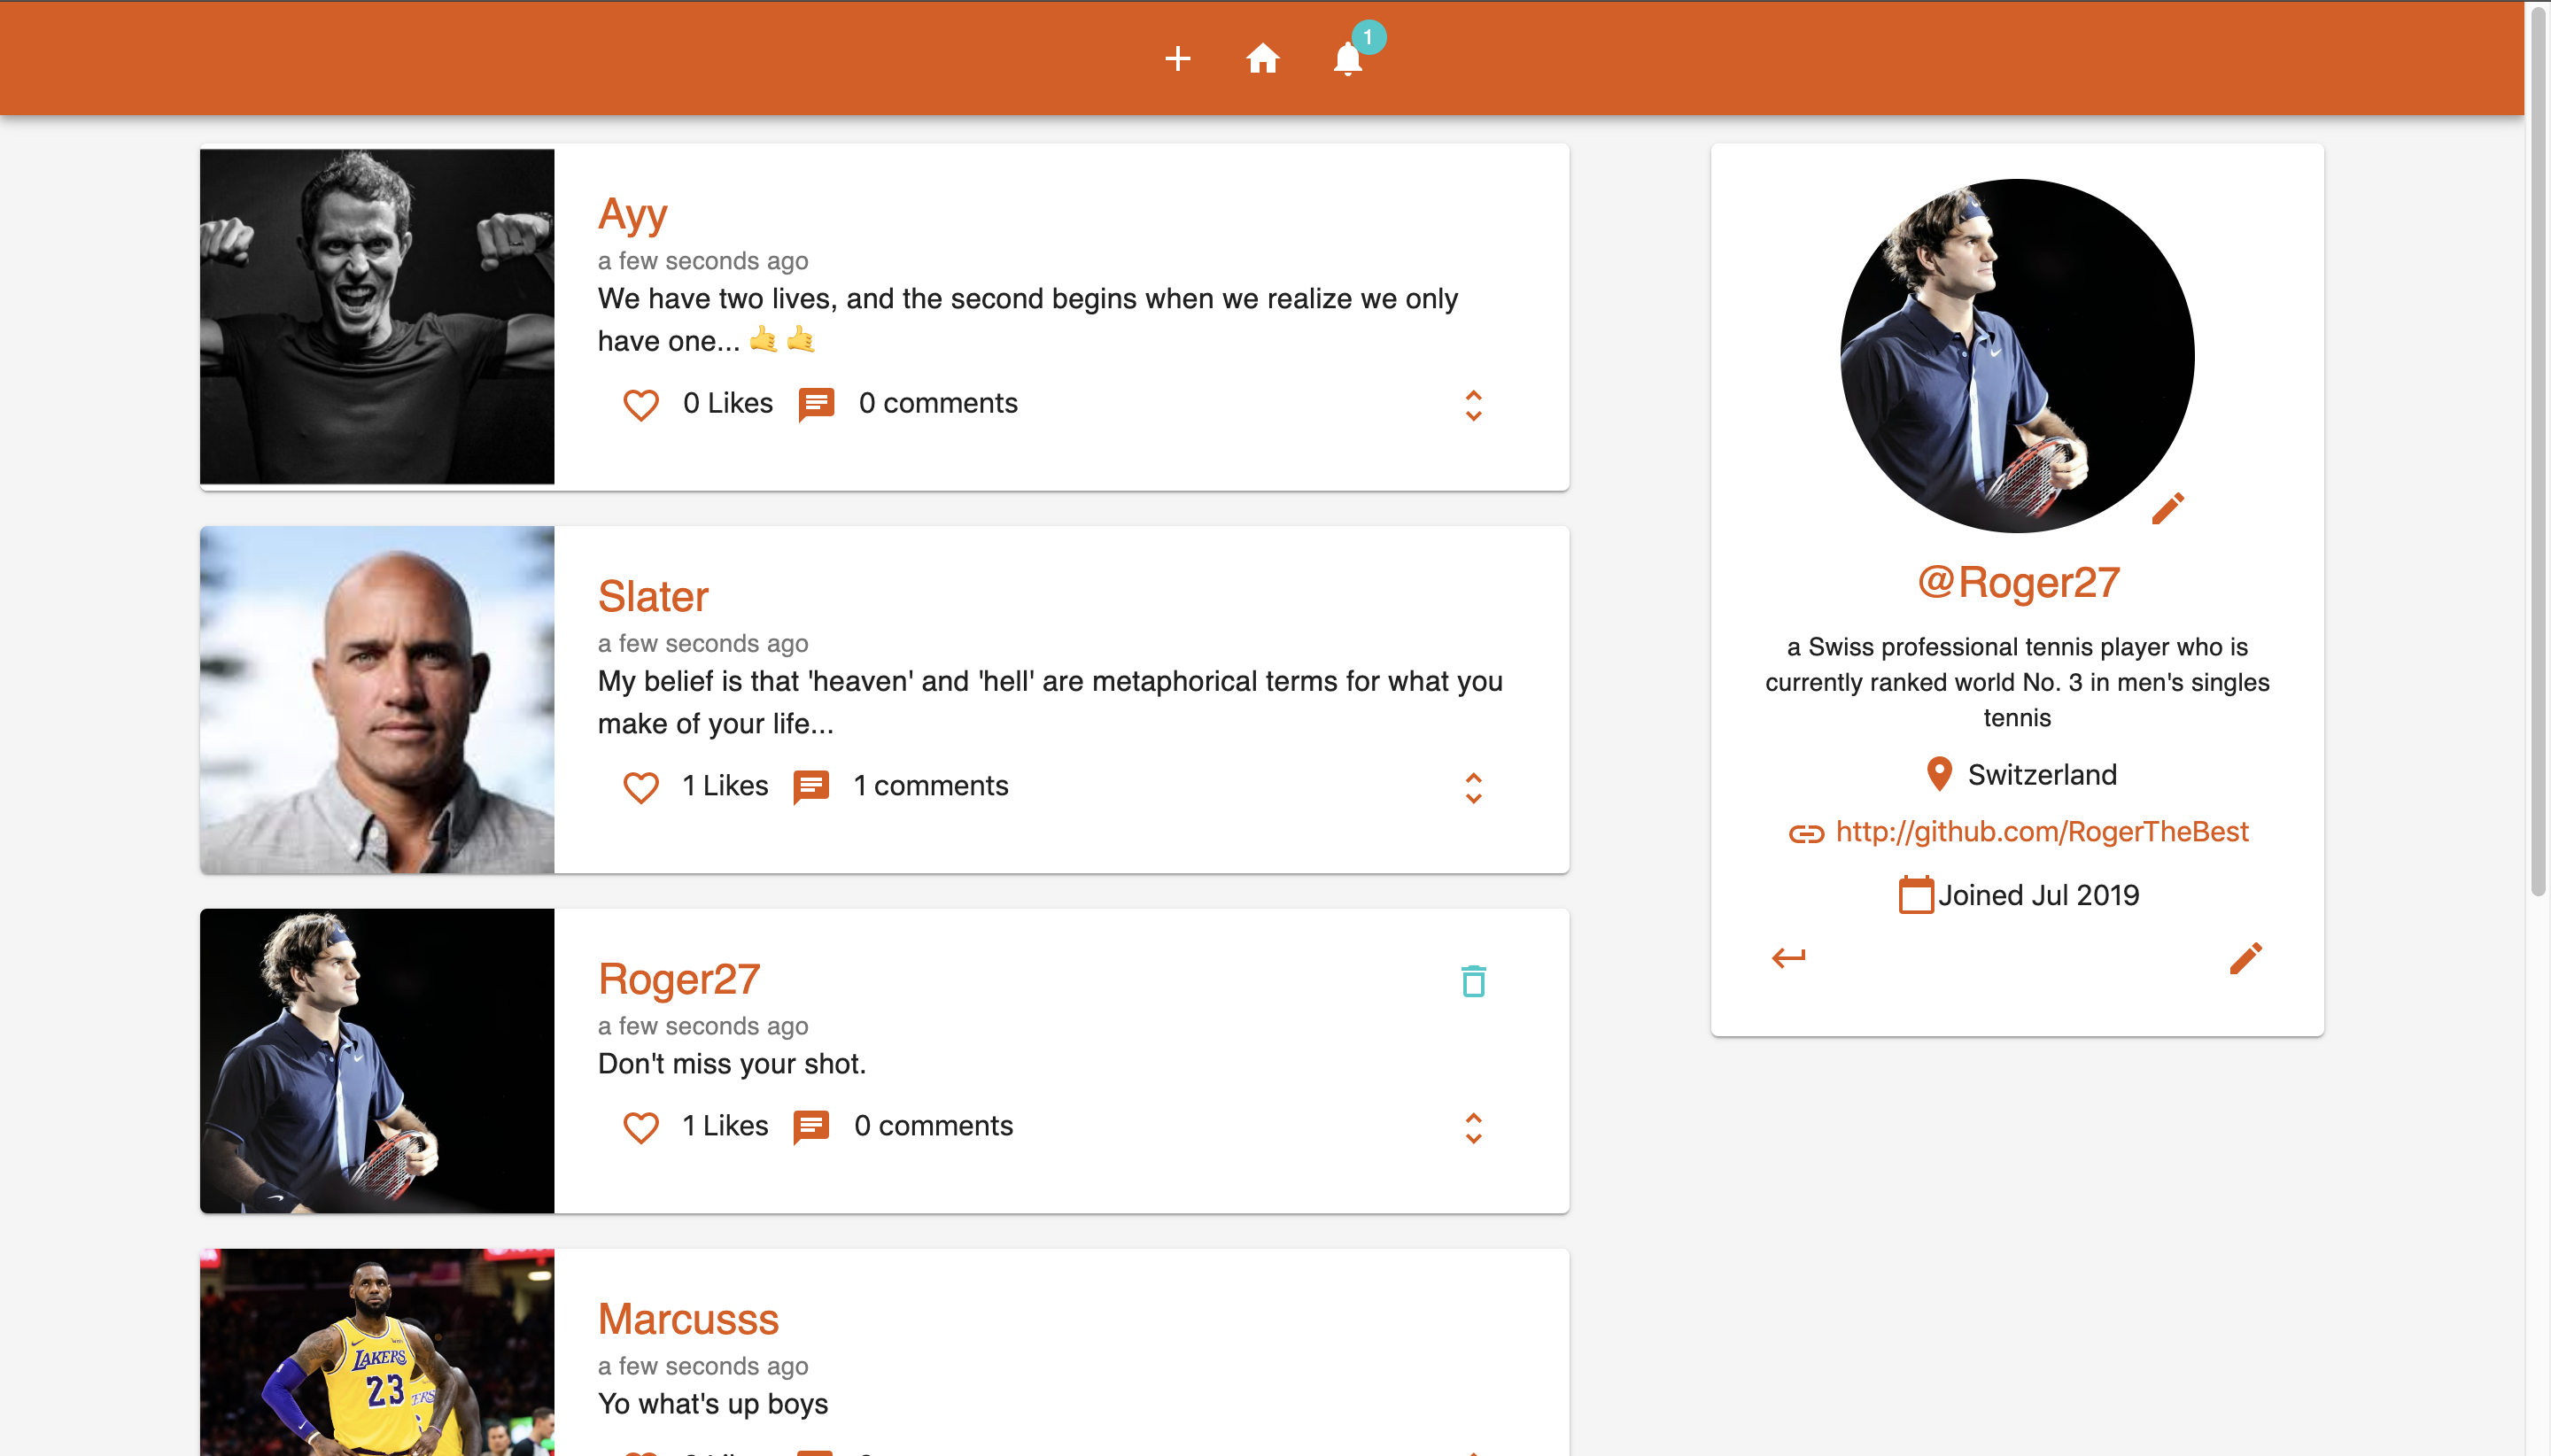 1
Ayy
a few seconds ago
We have two lives, and the second begins when we realize we only
have one... 🤙 🤙
0 Likes 0 comments
Slater
a few seconds ago
My belief is that 'heaven' and 'hell' are metaphorical terms for what you
make of your life...
1 Likes 1 comments
Roger27
a few seconds ago
Don't miss your shot.
1 Likes 0 comments
Marcusss
a few seconds ago
Yo what's up boys
LAKERS
23
@Roger27
a Swiss professional tennis player who is
currently ranked world No. 3 in men's singles
tennis
Switzerland
http://github.com/RogerTheBest
Joined Jul 2019